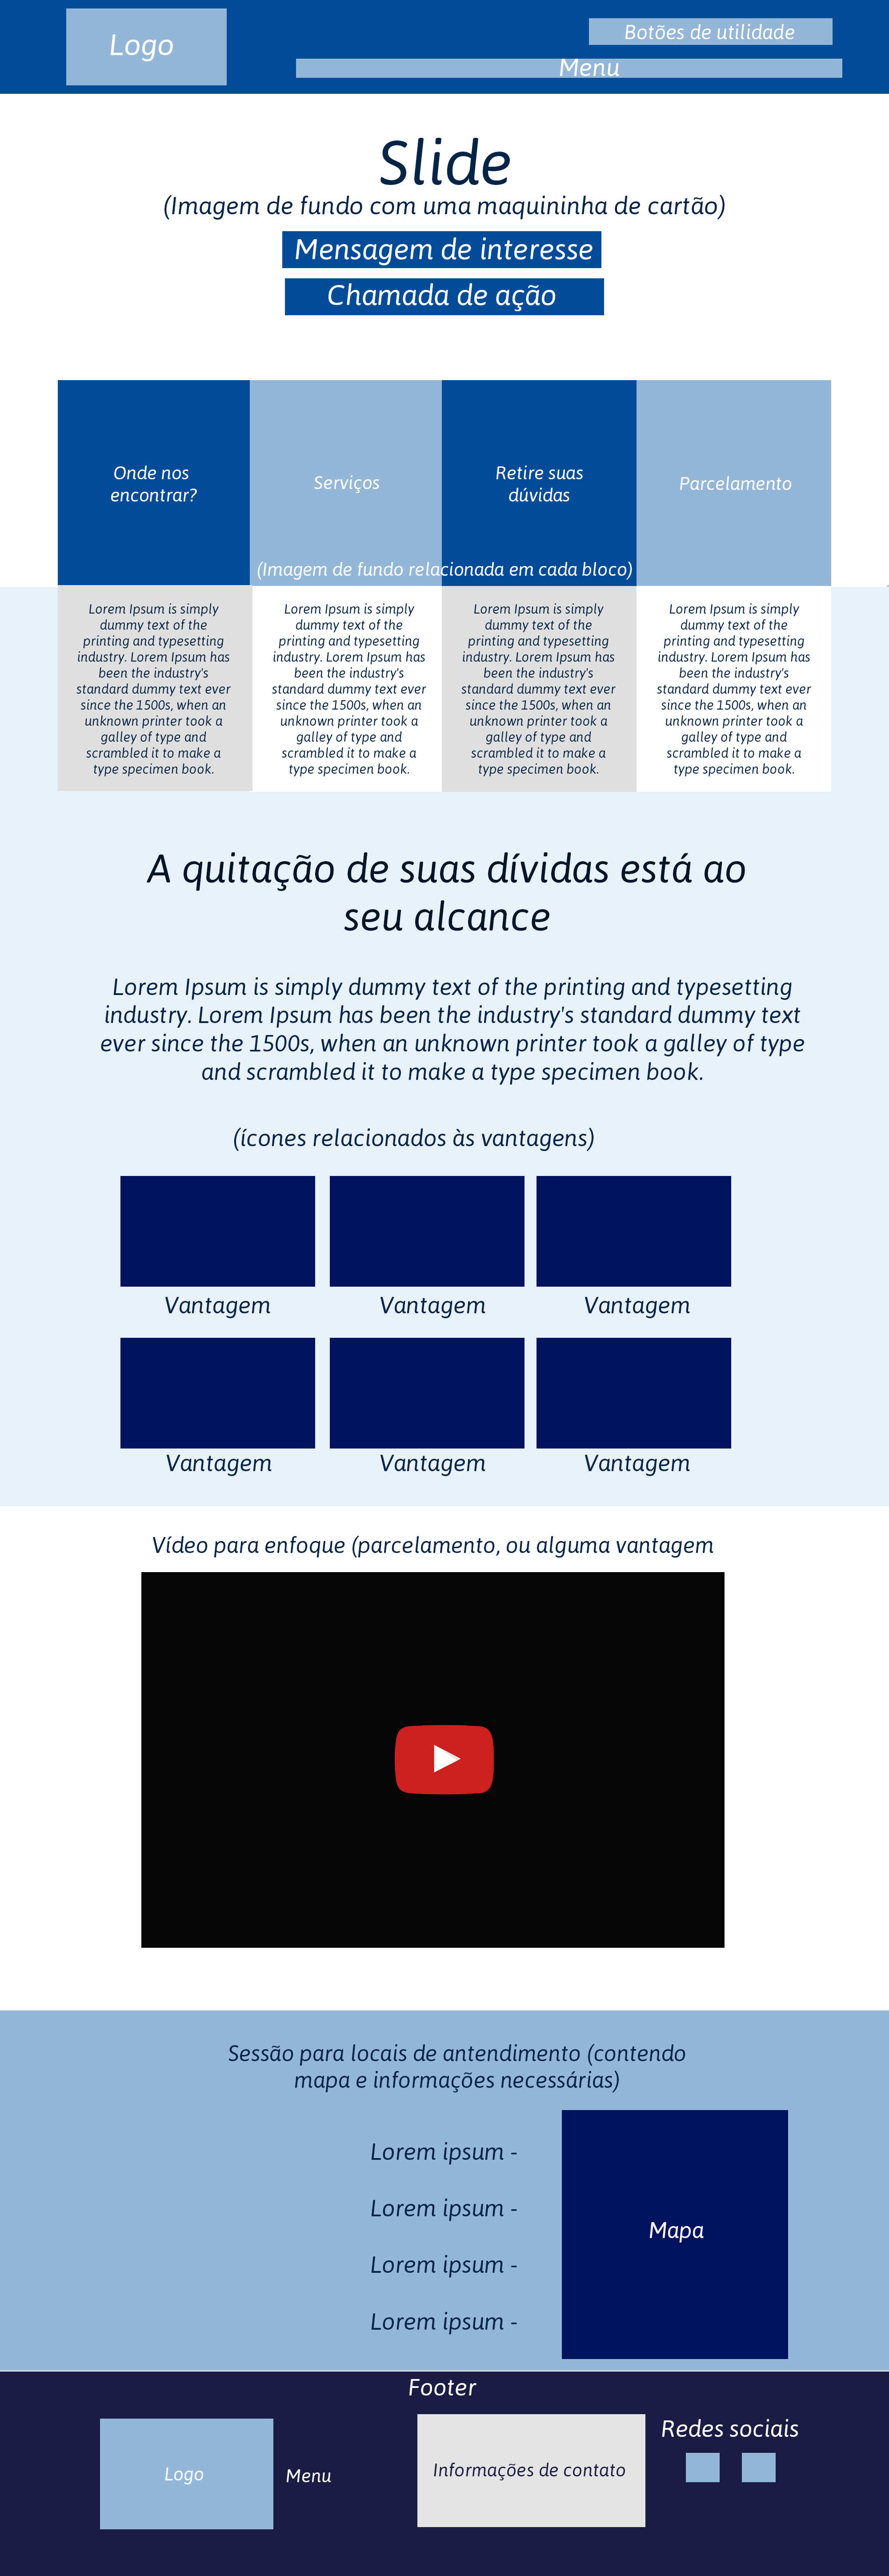 Logo
Botões de utilidade
Menu
Slide
(Imagem de fundo com uma maquininha de cartão)
Mensagem de interesse
Chamada de ação
Onde nos
encontrar?
Serviços
Retire suas
dúvidas
Parcelamento
(Imagem de fundo relacionada em cada bloco)
Lorem Ipsum is simply
dummy text of the
printing and typesetting
industry. Lorem Ipsum has
been the industry's
standard dummy text ever
since the 1500s, when an
unknown printer took a
galley of type and
scrambled it to make a
type specimen book.
Lorem Ipsum is simply
dummy text of the
printing and typesetting
industry. Lorem Ipsum has
been the industry's
standard dummy text ever
since the 1500s, when an
unknown printer took a
galley of type and
scrambled it to make a
type specimen book.
Lorem Ipsum is simply
dummy text of the
printing and typesetting
industry. Lorem Ipsum has
been the industry's
standard dummy text ever
since the 1500s, when an
unknown printer took a
galley of type and
scrambled it to make a
type specimen book.
Lorem Ipsum is simply
dummy text of the
printing and typesetting
industry. Lorem Ipsum has
been the industry's
standard dummy text ever
since the 1500s, when an
unknown printer took a
galley of type and
scrambled it to make a
type specimen book.
A quitação de suas dívidas está ao
seu alcance
Lorem Ipsum is simply dummy text of the printing and typesetting
industry. Lorem Ipsum has been the industry's standard dummy text
ever since the 1500s, when an unknown printer took a galley of type
and scrambled it to make a type specimen book.
(ícones relacionados às vantagens)
Vantagem
Vantagem
Vantagem
Vantagem
Vantagem
Vantagem
Vídeo para enfoque (parcelamento, ou alguma vantagem
Sessão para locais de antendimento (contendo
mapa e informações necessárias)
Lorem ipsum -
Lorem ipsum -
Lorem ipsum -
Lorem ipsum -
Mapa
Footer
Logo
Menu
Informações de contato
Redes sociais